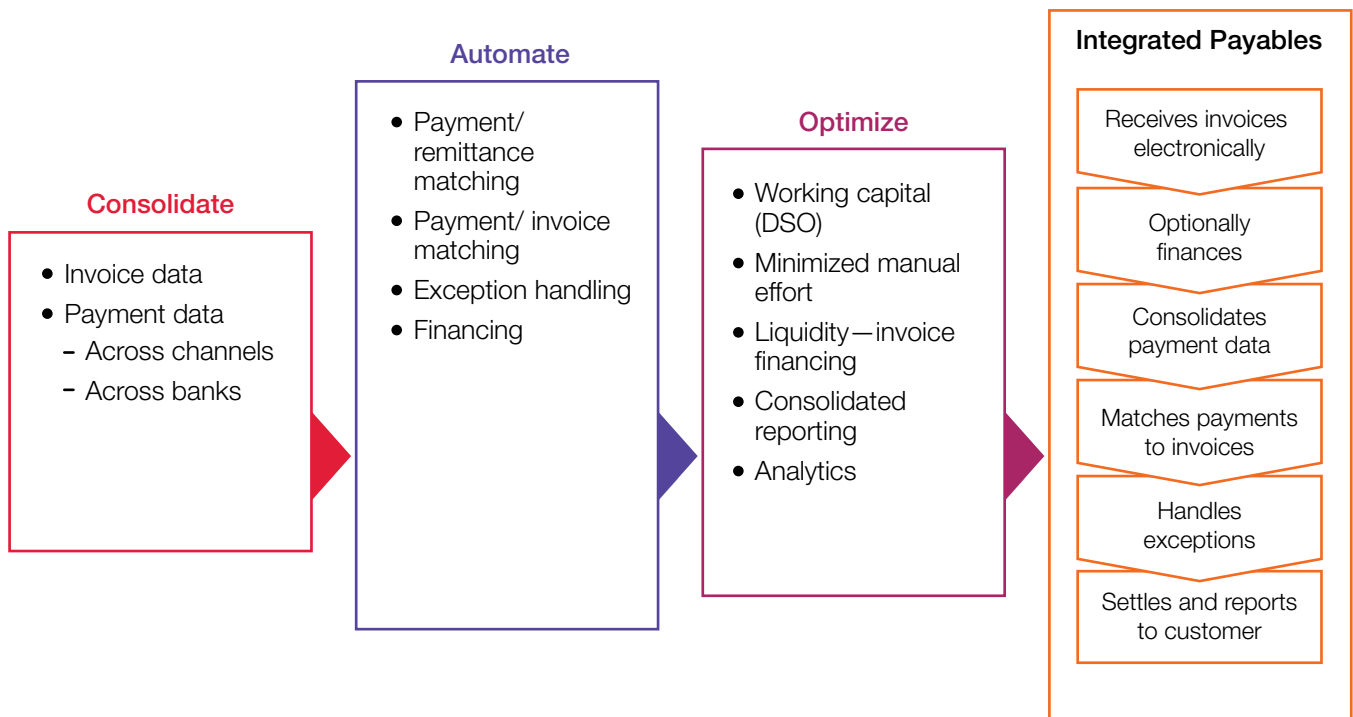 Consolidate
• Invoice data
• Payment data
– Across channels
– Across banks
Automate
• Payment/
remittance
matching
• Payment/ invoice
matching
• Exception handling
• Financing
Optimize
• Working capital
(DSO)
• Minimized manual
effort
• Liquidity—invoice
financing
• Consolidated
reporting
• Analytics
Integrated Payables
Receives invoices
electronically
Optionally
finances
Consolidates
payment data
Matches payments
to invoices
Handles
exceptions
Settles and reports
to customer